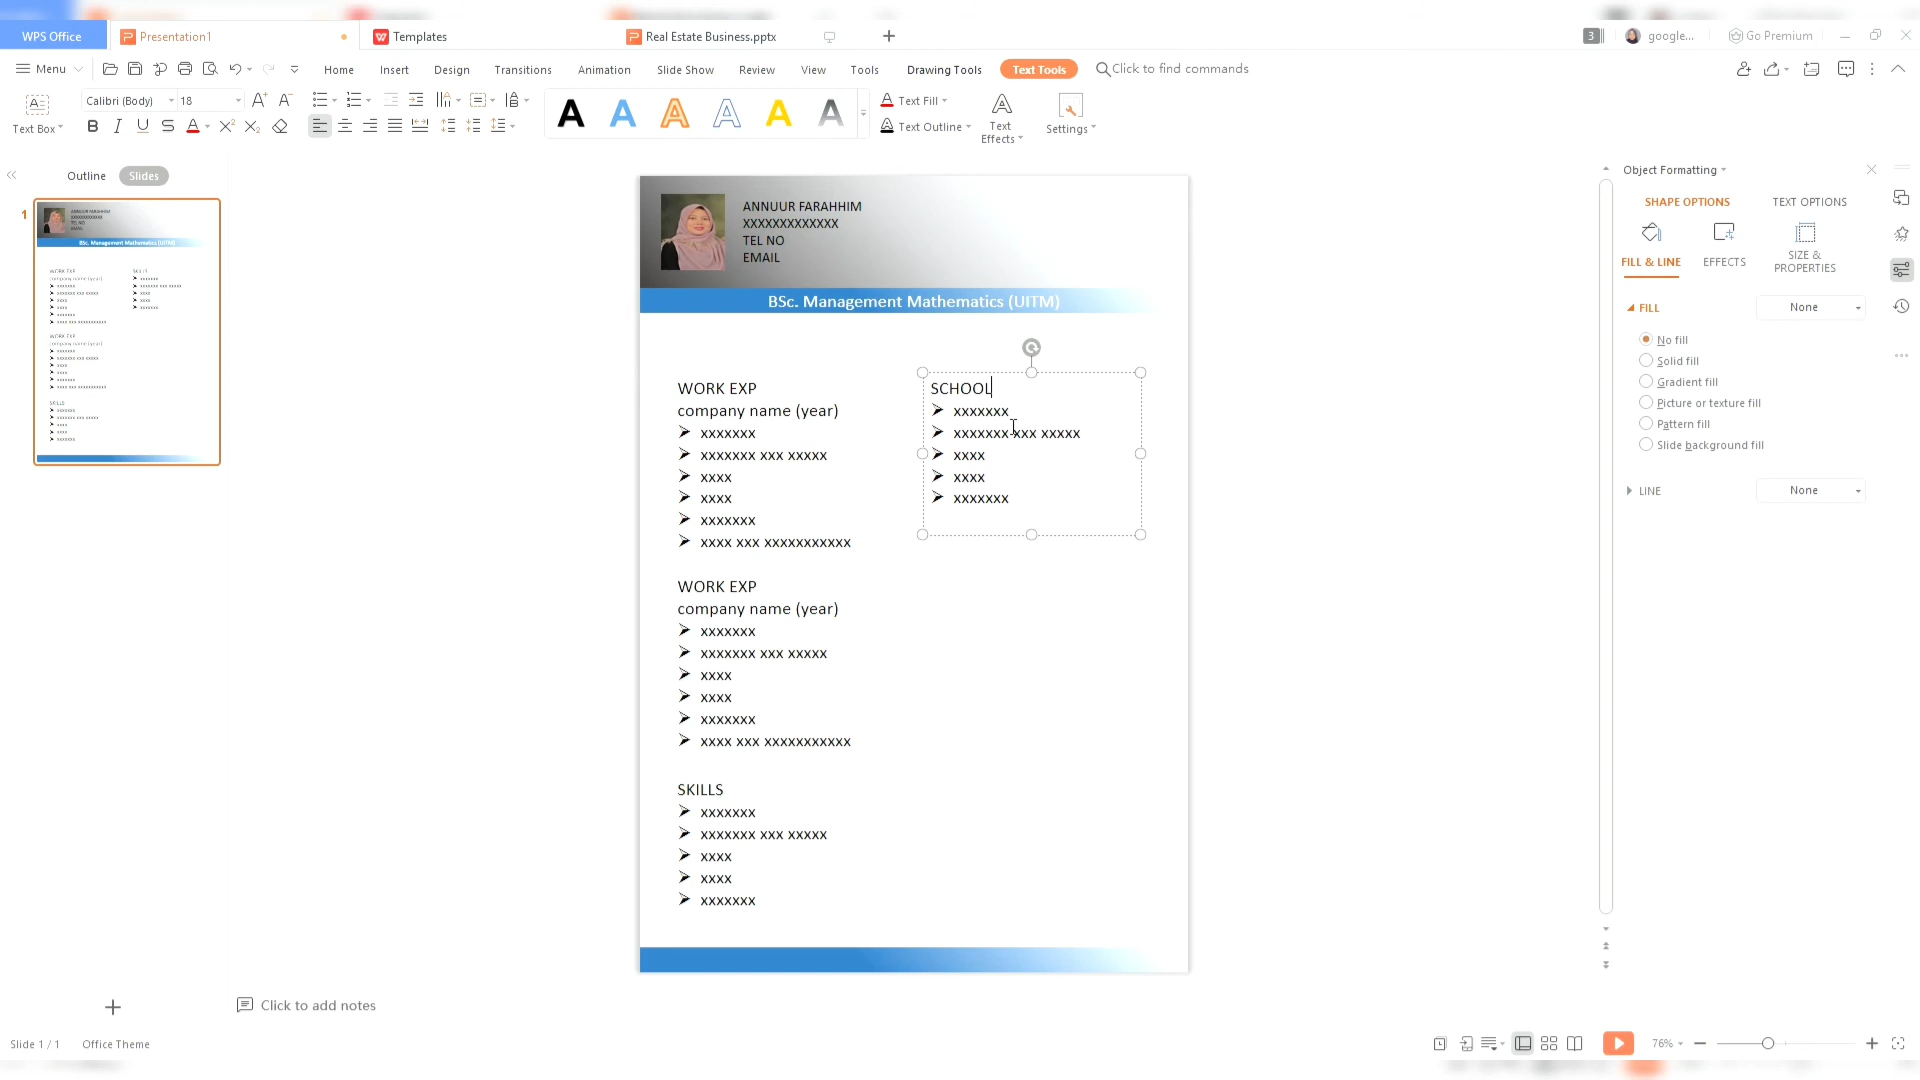 WPS Office
Presentation1
Templates
Real Estate Business.pptx
3
google...
Go Premium
Menu
Home
Insert
Design
Transitions
Animation
Slide Show
Review
View
Tools
Drawing Tools
Text Tools
Click to find commands
Text Box
Calibri (Body)
18
Text Fill
Text Outline
Text
Effects
Settings
Outline
Slides
1
ANNUUR FARAHHIM
XXXXXXXXXXXXX
TEL NO
EMAIL
BSc. Management Mathematics (UITM)
WORK EXP
company name (year)
xxxxxxx
xxxxxxx xxx xxxxx
xxxx
xxxx
xxxxxxx
xxxx xxx xxxxxxxxxxx
WORK EXP
company name (year)
xxxxxxx
xxxxxxx xxx xxxxx
xxxx
xxxx
xxxxxxx
xxxx xxx xxxxxxxxxxx
SKILLS
xxxxxxx
xxxxxxx xxx xxxxx
xxxx
xxxx
xxxxxxx
SCHOOL
xxxxxxx
xxxxxxx xxx xxxxx
xxxx
xxxx
xxxxxxx
Object Formatting
SHAPE OPTIONS
TEXT OPTIONS
FILL & LINE
EFFECTS
SIZE &
PROPERTIES
FILL
None
No fill
Solid fill
Gradient fill
Picture or texture fill
Pattern fill
Slide background fill
LINE
None
Click to add notes
Slide 1 / 1
Office Theme
76%